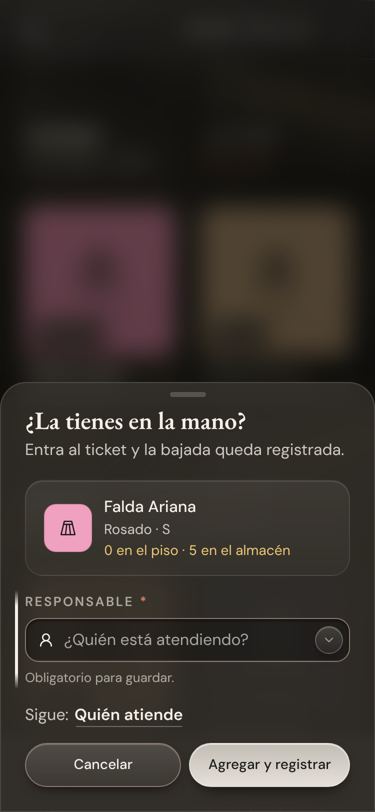 ¿La tienes en la mano?
Entra al ticket y la bajada queda registrada.
Falda Ariana
Rosado · S
0 en el piso · 5 en el almacén
RESPONSABLE *
¿Quién está atendiendo?
Obligatorio para guardar.
Sigue: Quién atiende
Cancelar
Agregar y registrar